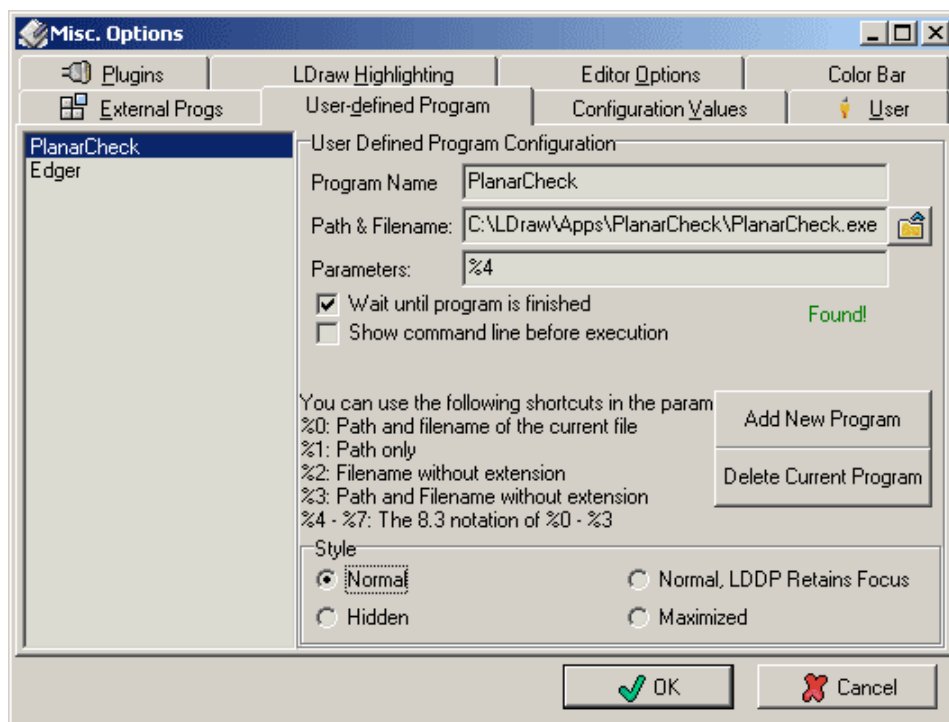 Misc. Options
Plugins LDraw Highlighting Editor Options Color Bar
External Progs User-defined Program Configuration Values User
PlanarCheck
Edger
User Defined Program Configuration
Program Name PlanarCheck
Path & Filename: C:\LDraw\Apps\PlanarCheck\PlanarCheck.exe
Parameters: %4
Wait until program is finished
Found!
Show command line before execution
You can use the following shortcuts in the param
%0: Path and filename of the current file
%1: Path only
%2: Filename without extension
%3: Path and Filename without extension
%4 - %7: The 8.3 notation of %0 - %3
Add New Program
Delete Current Program
Style
Normal Normal, LDDP Retains Focus
Hidden Maximized
OK Cancel